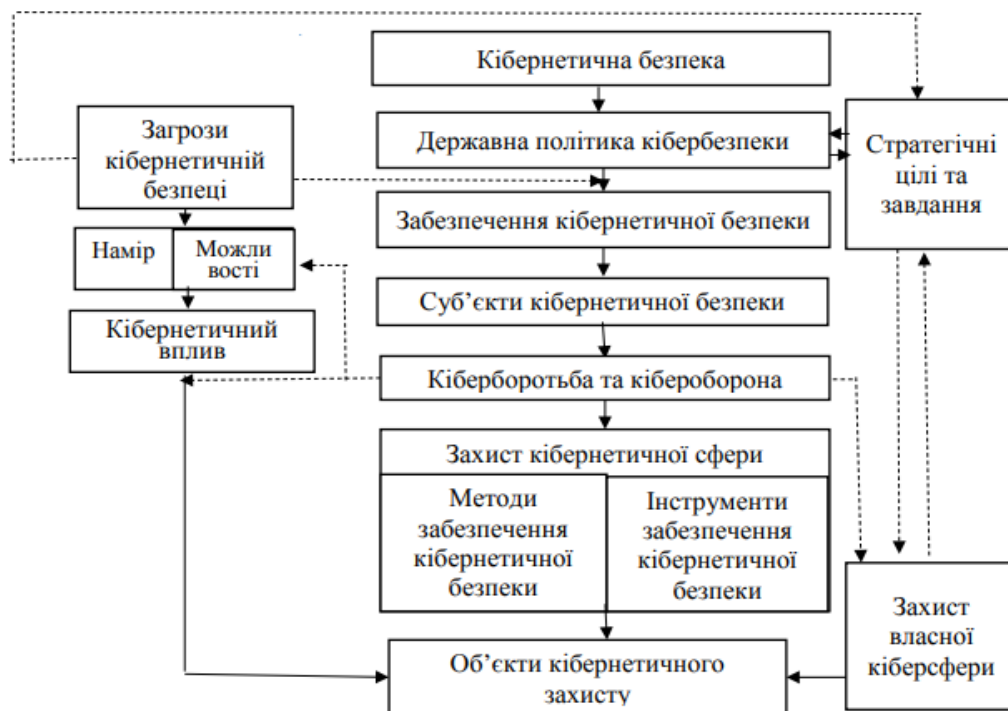 Кібернетична безпека
Загрози
кібернетичній
безпеці
Державна політика кібербезпеки
Стратегічні
цілі та
завдання
Забезпечення кібернетичної безпеки
Намір
Можли
вості
Суб’єкти кібернетичної безпеки
Кібернетичний
вплив
Кіберборотьба та кібероборона
Захист кібернетичної сфери
Методи
забезпечення
кібернетичної
безпеки
Інструменти
забезпечення
кібернетичної
безпеки
Захист
власної
кіберсфери
Об’єкти кібернетичного
захисту